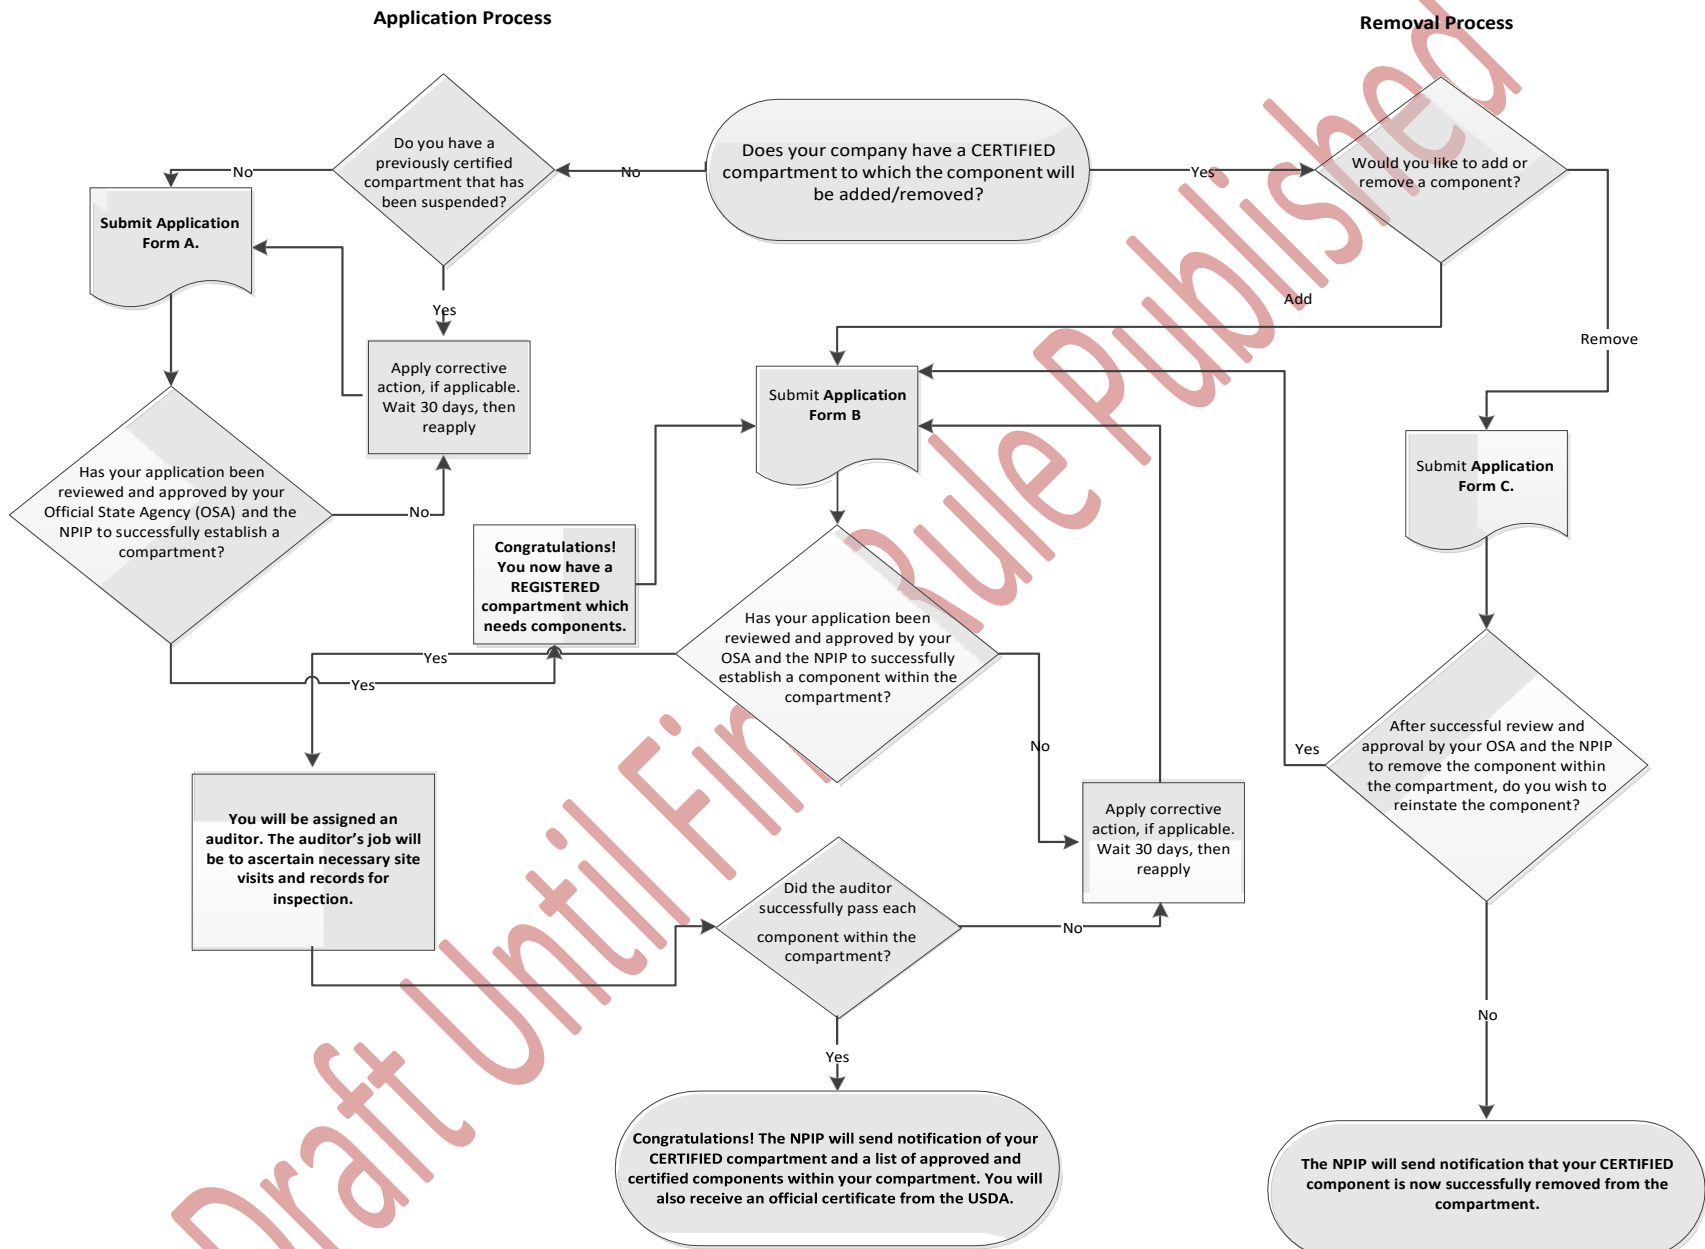 Application Process
Removal Process
Do you have a
previously certified
compartment that has
been suspended?
Does your company have a CERTIFIED
compartment to which the component will
be added/removed?
Would you like to add or
remove a component?
No
No
Yes
Submit Application
Form A.
Yes
Add
Remove
Apply corrective
action, if applicable.
Wait 30 days, then
reapply
Submit Application
Form B
Submit Application
Form C.
Has your application been
reviewed and approved by your
Official State Agency (OSA) and the
NPIP to successfully establish a
compartment?
No
Congratulations!
You now have a
REGISTERED
compartment which
needs components.
Has your application been
reviewed and approved by your
OSA and the NPIP to successfully
establish a component within the
compartment?
Yes
Yes
No
After successful review and
approval by your OSA and the NPIP
to remove the component within
the compartment, do you wish to
reinstate the component?
Yes
You will be assigned an
auditor. The auditor’s job will
be to ascertain necessary site
visits and records for
inspection.
Apply corrective
action, if applicable.
Wait 30 days, then
reapply
Did the auditor
successfully pass each
component within the
compartment?
No
Yes
No
Congratulations! The NPIP will send notification of your
CERTIFIED compartment and a list of approved and
certified components within your compartment. You will
also receive an official certificate from the USDA.
The NPIP will send notification that your CERTIFIED
component is now successfully removed from the
compartment.
Draft Until Final Rule Published